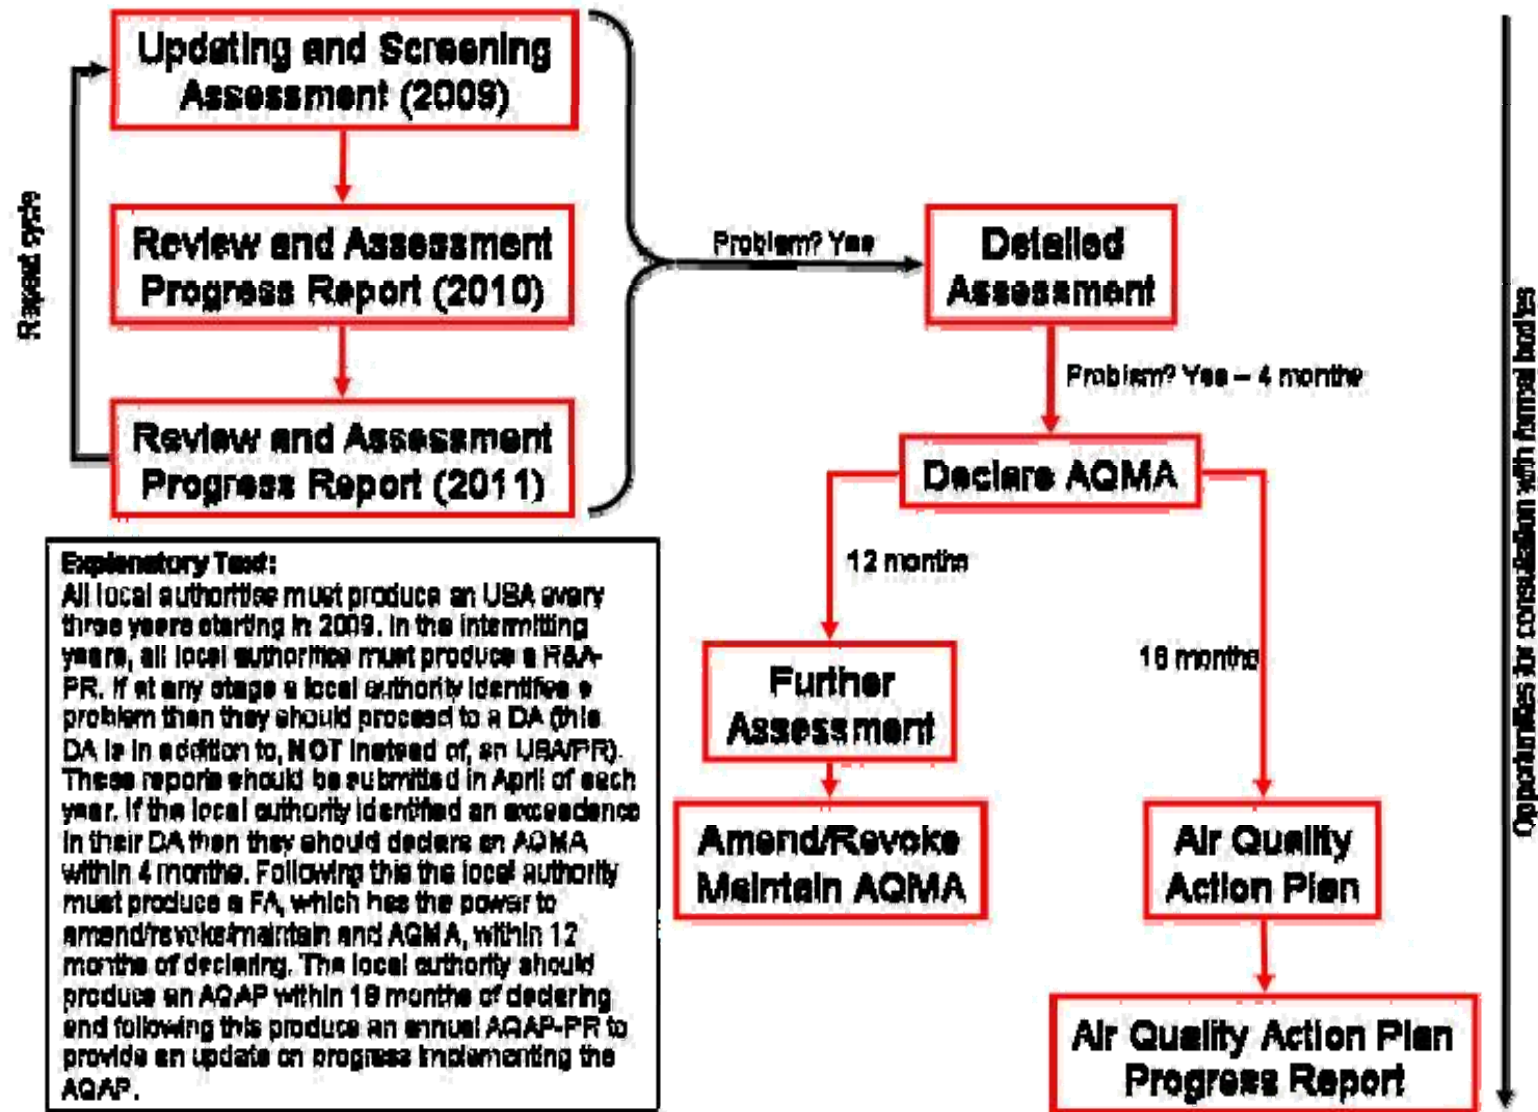 Updating and Screening
Assessment (2009)
Repeat cycle
Review and Assessment
Progress Report (2010)
Review and Assessment
Progress Report (2011)
Problem? Yes
Detailed
Assessment
Problem? Yes – 4 months
Declare AQMA
12 months
Further
Assessment
Amend/Revoke
Maintain AQMA
months
Air Quality
Action Plan
Air Quality Action Plan
Progress Report
Opportunities for consultation with formal bodies
Explanatory Text:
All local authorities must produce an USA every
three years starting in 2009. In the intermitting
years, all local authorities must produce a R&A-
PR. If at any stage a local authority identifies a
problem then they should proceed to a DA (this
DA is in addition to, NOT instead of, an USA/PR).
These reports should be submitted in April of each
year. If the local authority identified an exceedence
in their DA then they should declare an AQMA
within 4 months. Following this the local authority
must produce a FA, which has the power to
amend/revoke/maintain and AQMA, within 12
months of declaring. The local authority should
produce an AQAP within months of declaring
and following this produce an annual AQAP-PR to
provide an update on progress implementing the
AQAP.